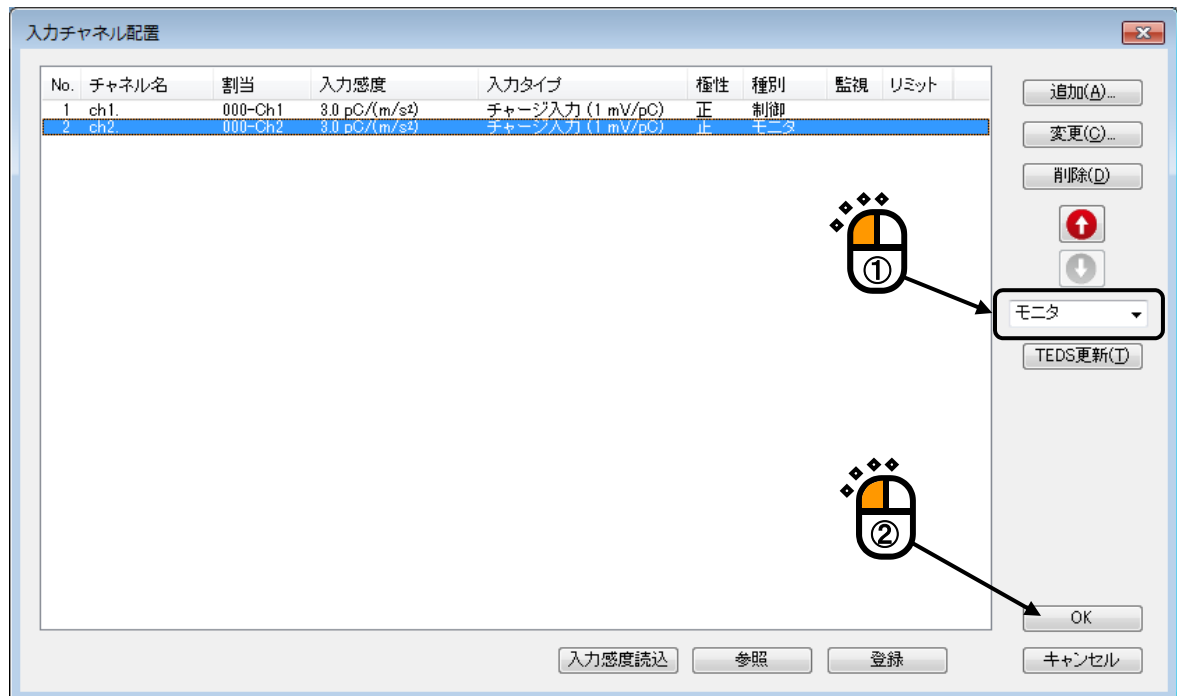 入力チャネル配置
No. チャネル名 割当 入力感度 入力タイプ 極性 種別 監視 リミット
1 ch1. 000-Ch1 3.0 pC/(m/s²) チャージ入力 (1 mV/pC) 正 制御
2 ch2. 000-Ch2 3.0 pC/(m/s²) チャージ入力 (1 mV/pC) 正 モニタ
追加(A)...
変更(C)...
削除(D)
①
モニタ
TEDS更新(T)
②
OK
入力感度読込 参照 登録 キャンセル